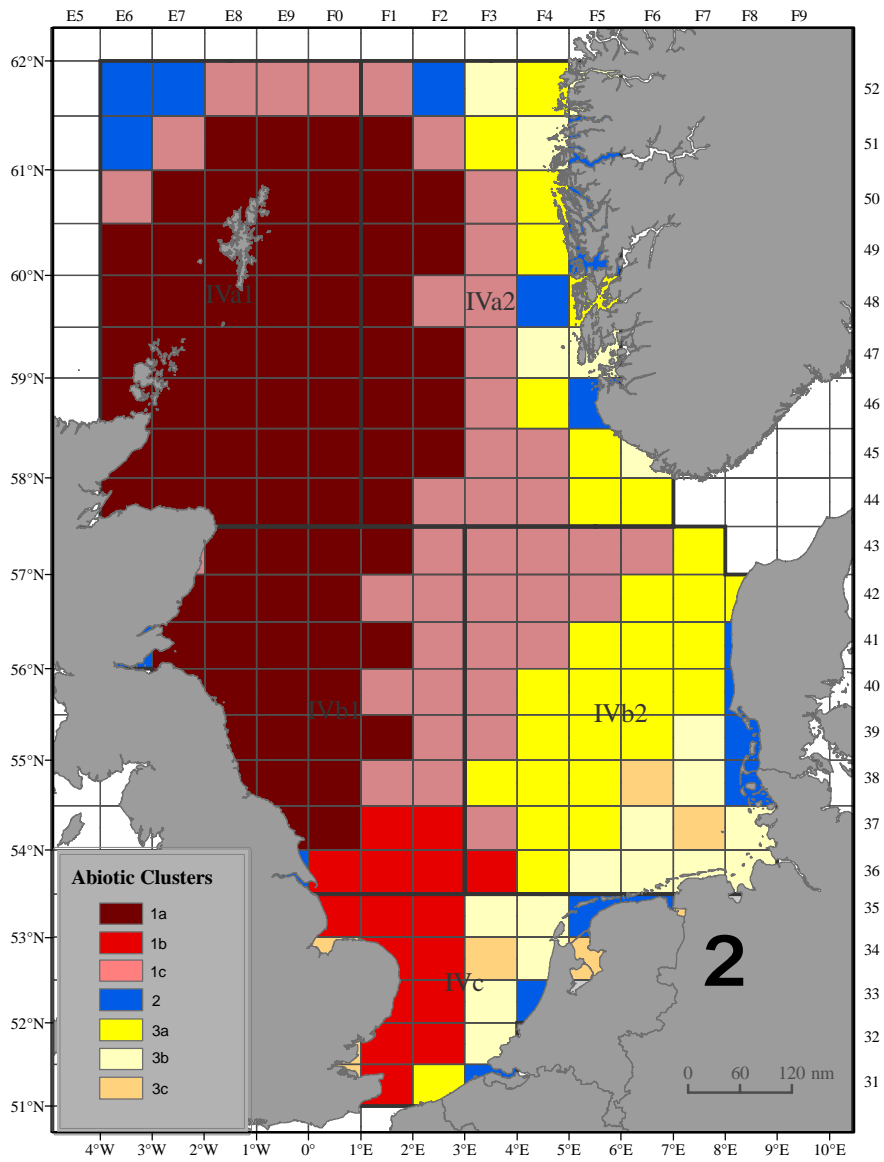 E5 E6 E7 E8 E9 F0 F1 F2 F3 F4 F5 F6 F7 F8 F9
62°N
52
51
61°N
50
49
60°N
IVa1 IVa2 48
47
59°N
46
45
58°N
44
43
57°N
42
41
56°N
40
IVb1 IVb2
39
55°N
38
37
54°N
36
Abiotic Clusters
1a
1b
1c
2
3a
3b
3c
35
53°N
34
2
IVc
33
52°N
32
0 60 120 nm
31
51°N
4°W 3°W 2°W 1°W 0° 1°E 2°E 3°E 4°E 5°E 6°E 7°E 8°E 9°E 10°E